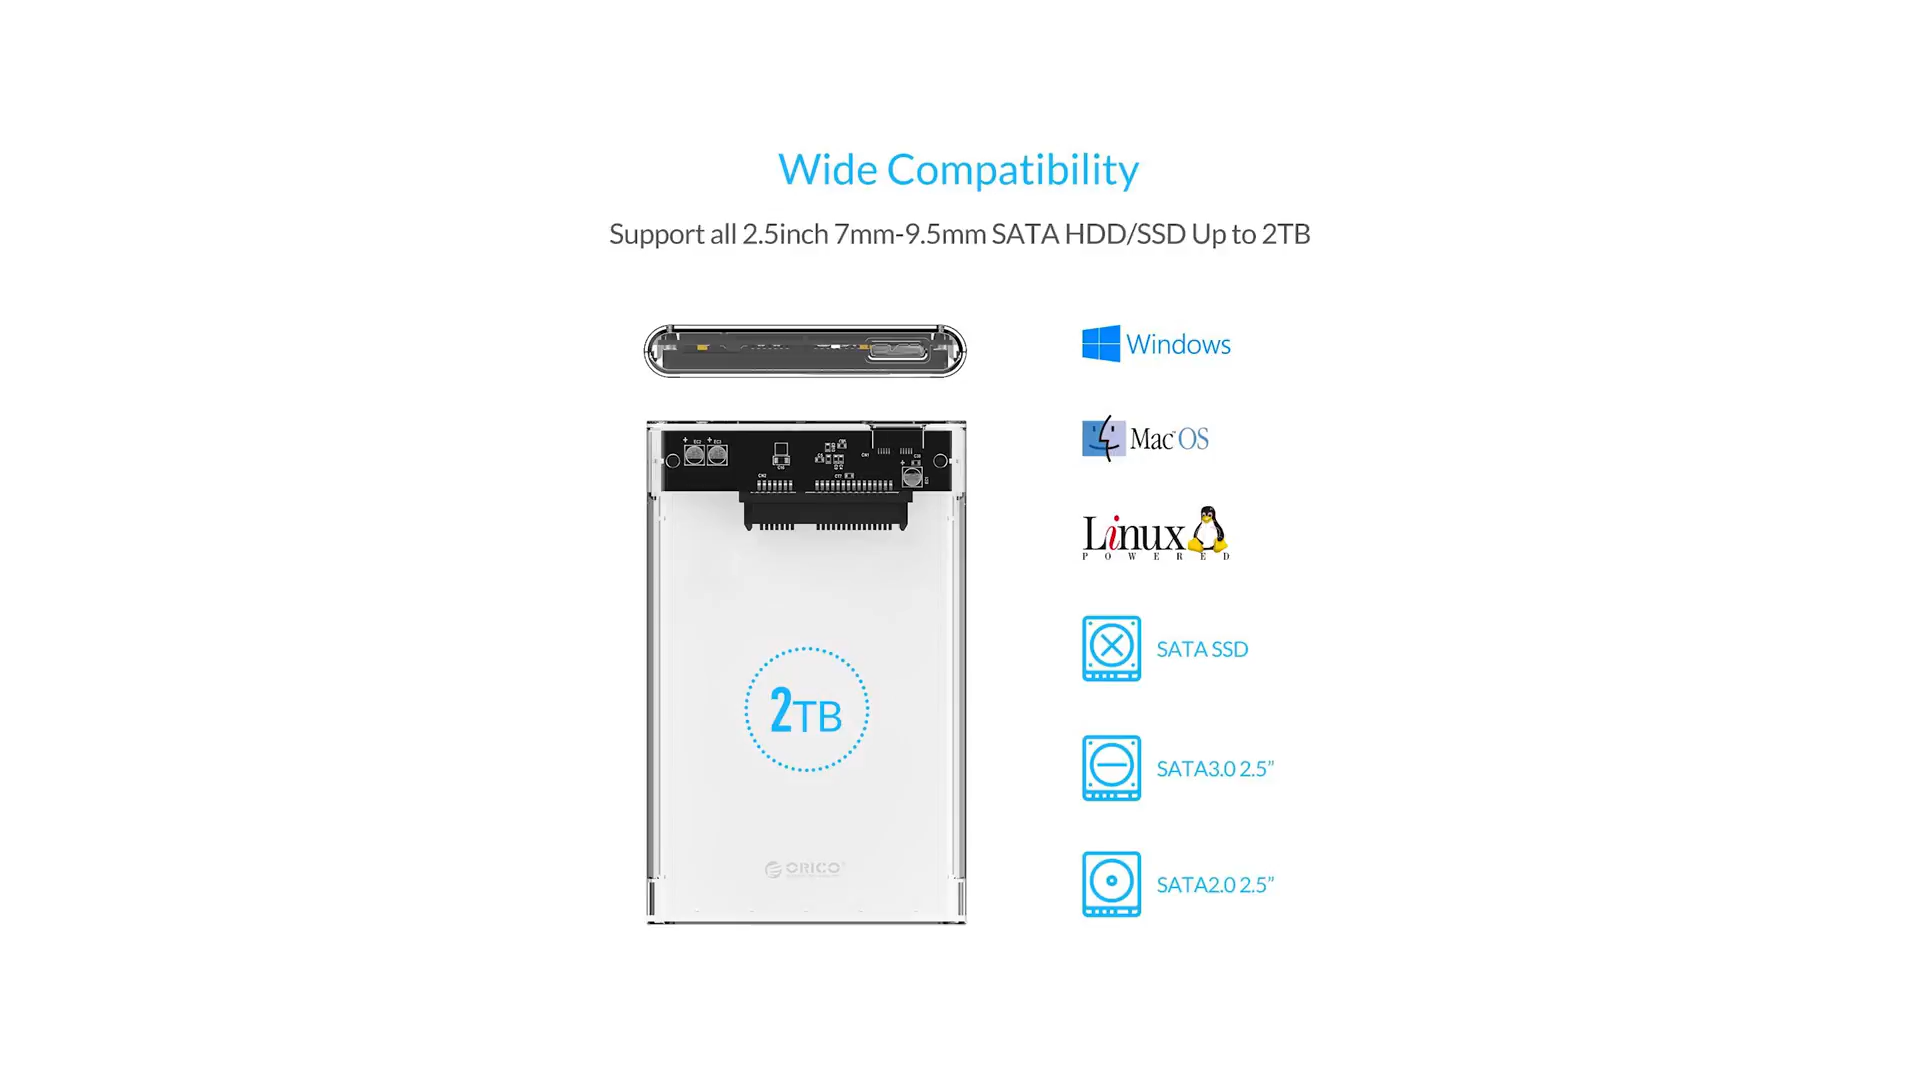 Wide Compatibility
Support all 2.5inch 7mm-9.5mm SATA HDD/SSD Up to 2TB
Windows
Mac OS
Linux
POWERED
SATA SSD
2TB
SATA3.0 2.5”
ORICO
SATA2.0 2.5”